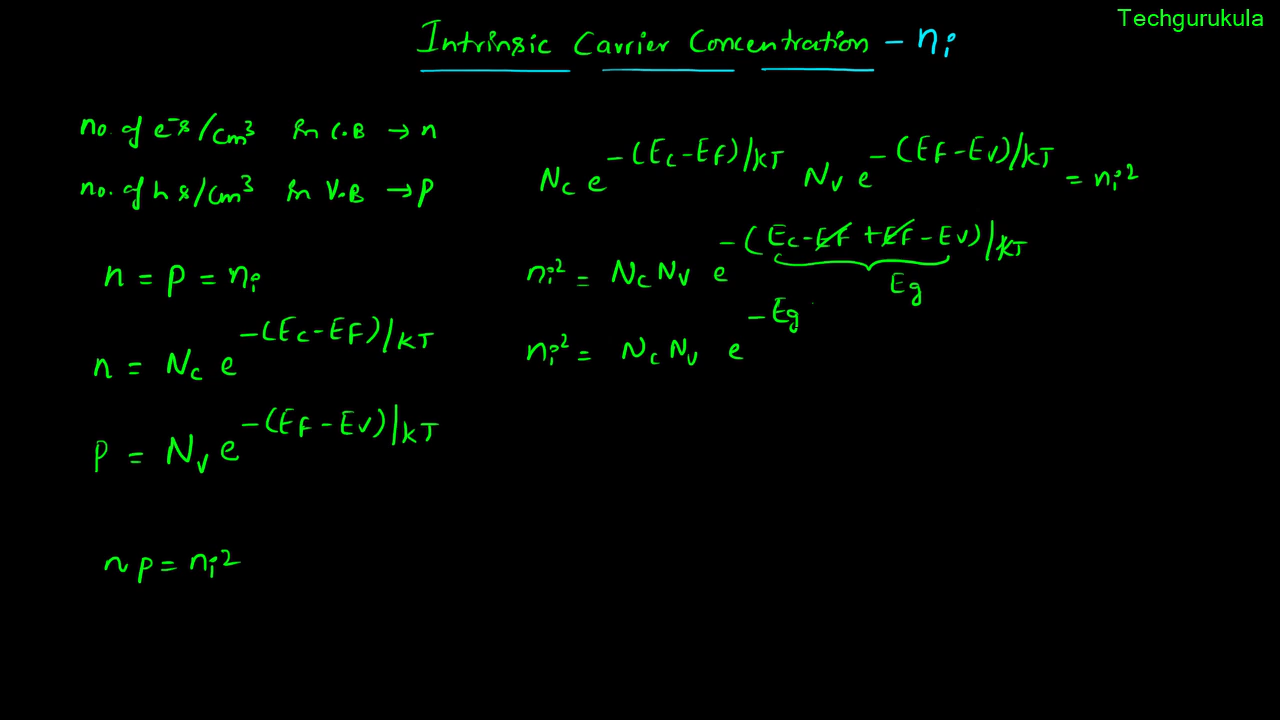 Techgurukula
Intrinsic Carrier Concentration - ni
no. of e-s/cm³ in C.B → n
no. of h s/cm³ in V.B → p
n = p = ni
n = Nc e^-(Ec-EF)/kT
p = Nv e^-(EF-Ev)/kT
n p = ni²
Nc e^-(Ec-EF)/kT Nv e^-(EF-Ev)/kT = ni²
ni² = Nc Nv e^-(Ec-EF+EF-Ev)/kT
Eg
ni² = Nc Nv e^-Eg